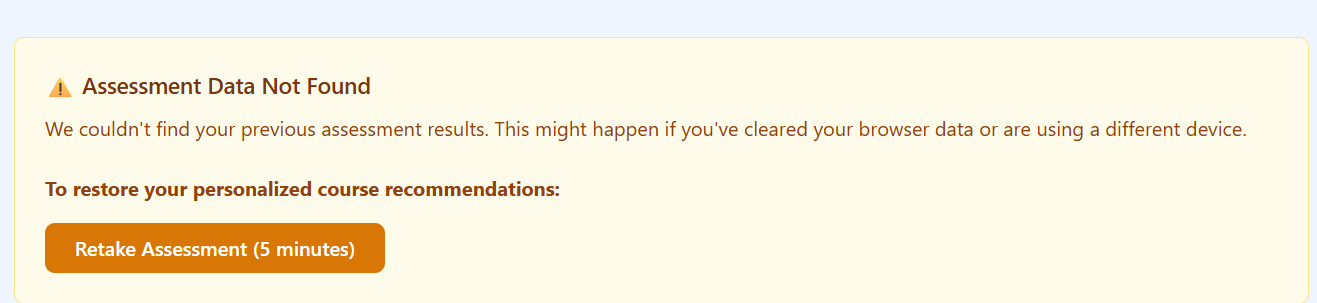 ⚠ Assessment Data Not Found
We couldn't find your previous assessment results. This might happen if you've cleared your browser data or are using a different device.
To restore your personalized course recommendations:
Retake Assessment (5 minutes)